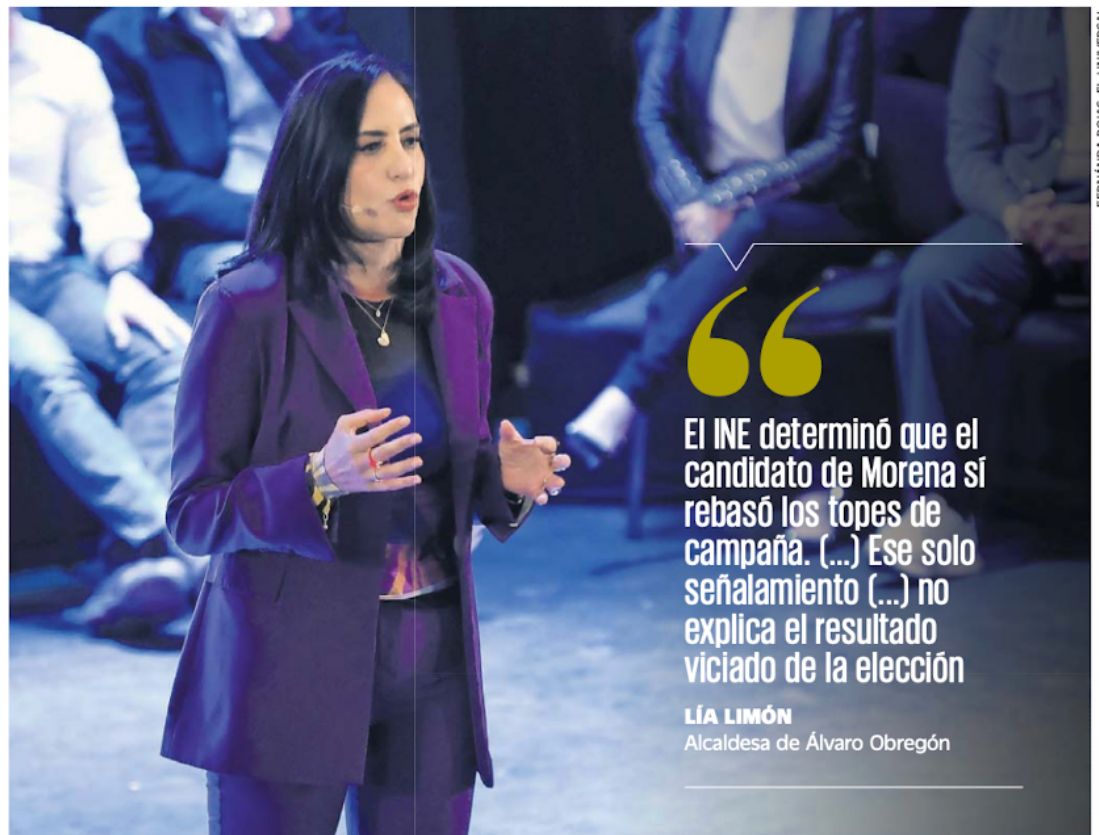 El INE determinó que el
candidato de Morena sí
rebasó los topes de
campaña. (...) Ese solo
señalamiento (...) no
explica el resultado
viciado de la elección
LÍA LIMÓN
Alcaldesa de Álvaro Obregón